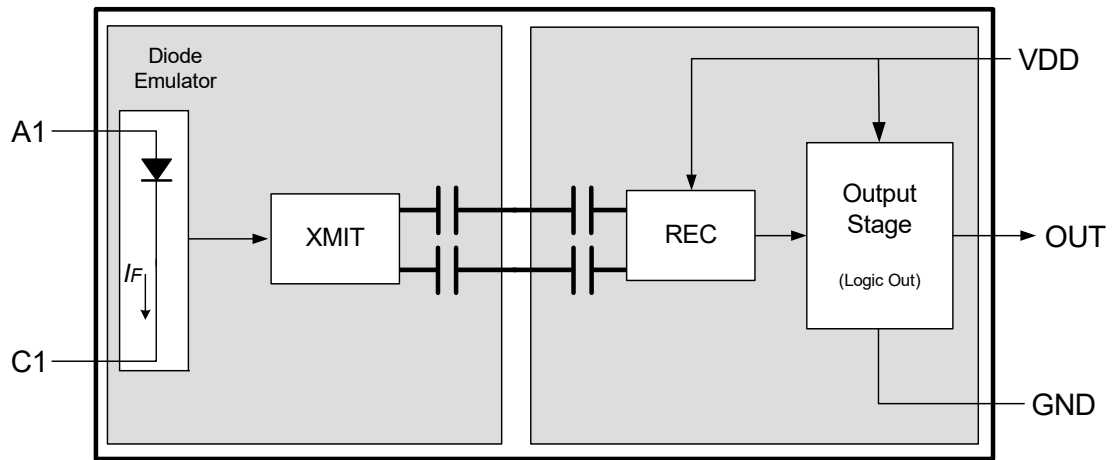 Diode
Emulator
VDD
A1
Output
Stage
XMIT
REC
OUT
IF
(Logic Out)
C1
GND